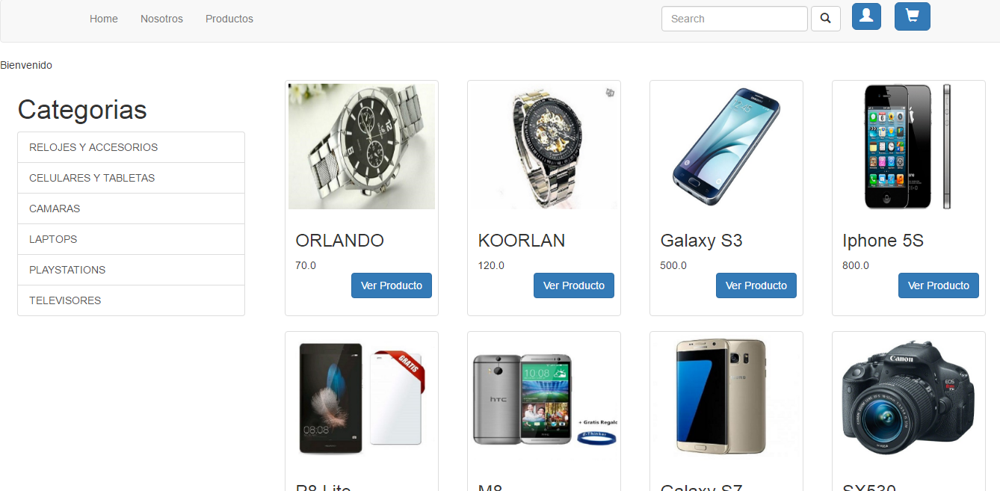 Home Nosotros Productos Search
Bienvenido
Categorias
RELOJES Y ACCESORIOS
CELULARES Y TABLETAS
CAMARAS
LAPTOPS
PLAYSTATIONS
TELEVISORES
ORLANDO
70.0
Ver Producto
KOORLAN
120.0
Ver Producto
Galaxy S3
500.0
Ver Producto
Iphone 5S
800.0
Ver Producto
GRATIS
08:08
P8 Lite
10:08
hTC
+ Gratis Regalo
M8
SAMSUNG
Galaxy S7
Canon
EOS
SX530